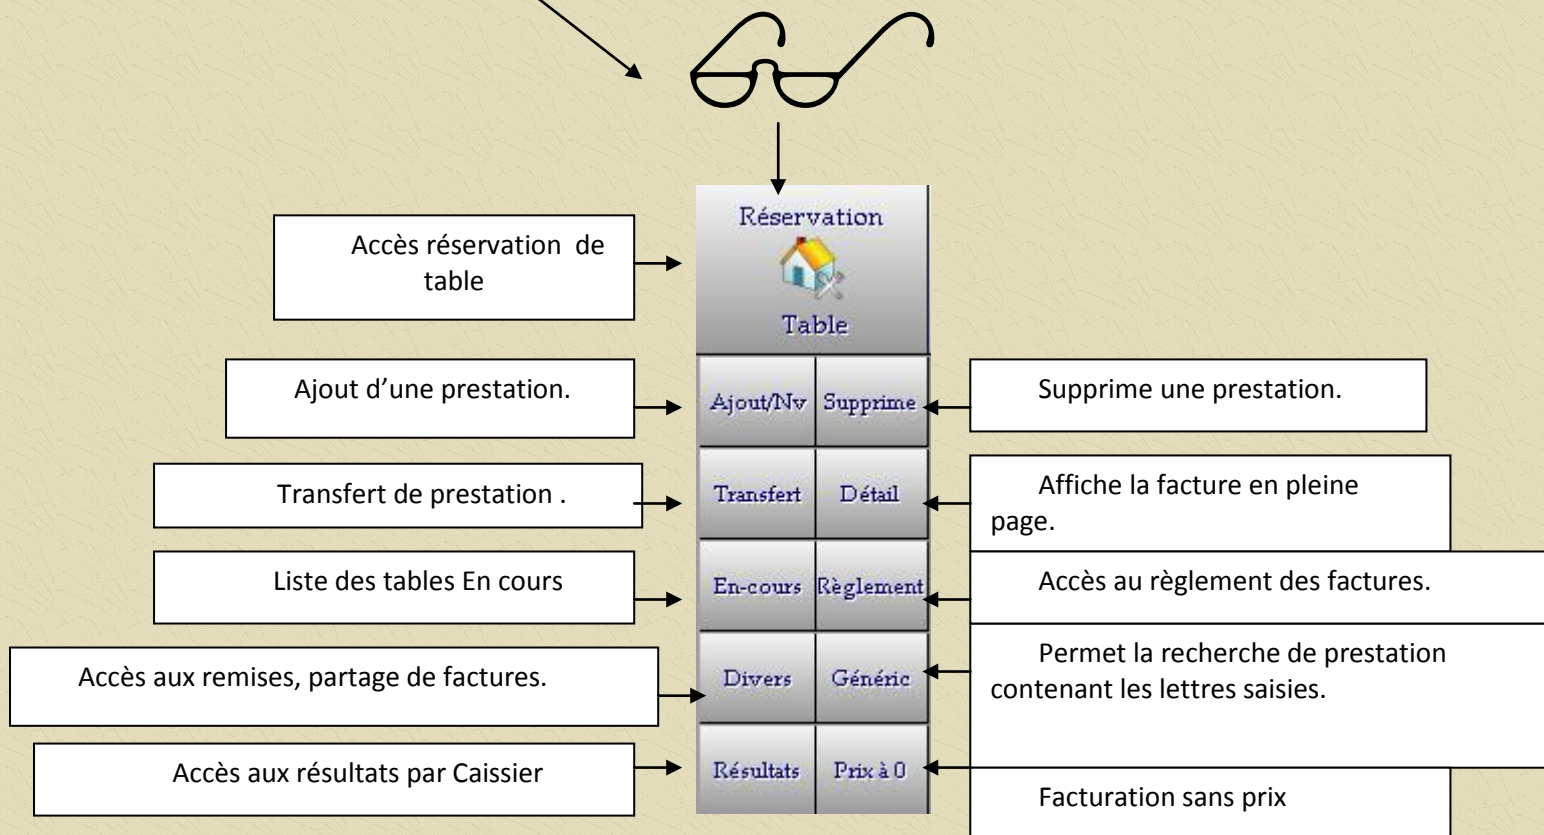 Réservation
Table
Accès réservation de
table
Ajout d’une prestation.
Ajout/Nv
Supprime
Supprime une prestation.
Transfert de prestation .
Transfert
Détail
Affiche la facture en pleine
page.
Liste des tables En cours
En-cours
Règlement
Accès au règlement des factures.
Accès aux remises, partage de factures.
Divers
Généric
Permet la recherche de prestation
contenant les lettres saisies.
Accès aux résultats par Caissier
Résultats
Prix à 0
Facturation sans prix